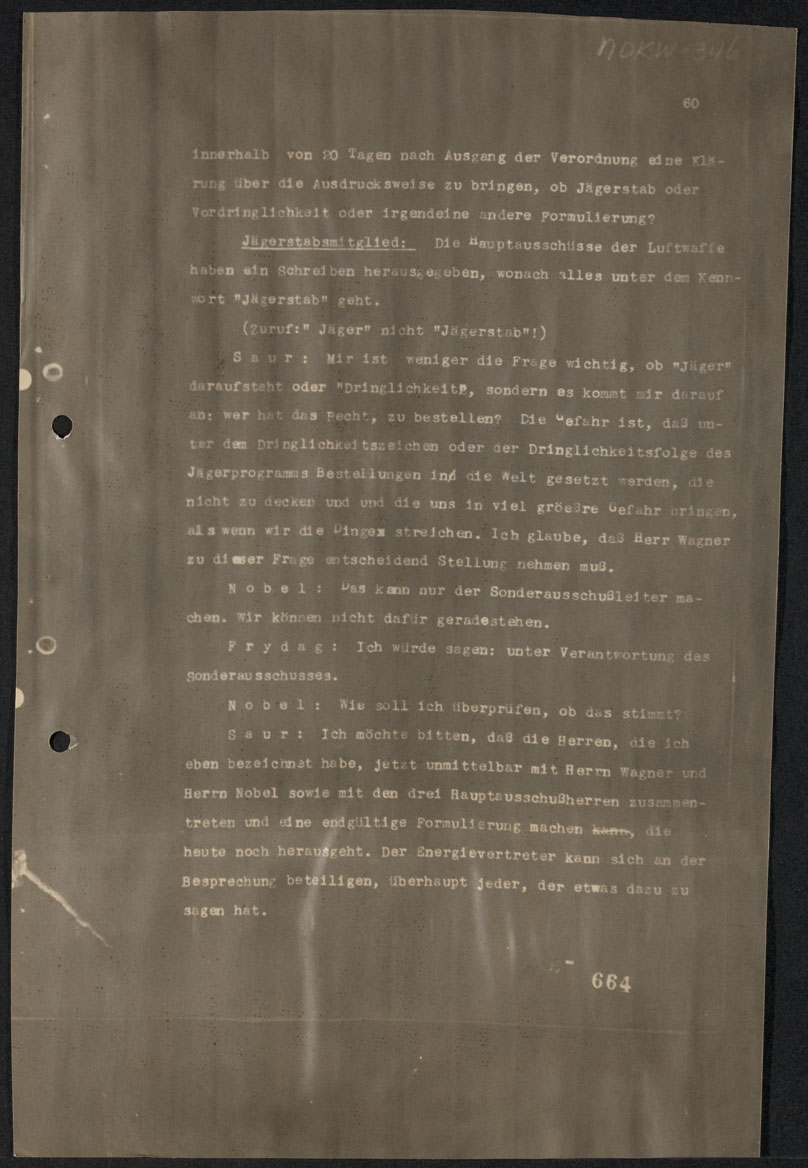 NOKW-346
60
innerhalb von 20 Tagen nach Ausgang der Verordnung eine Klä-
rung über die Ausdrucksweise zu bringen, ob Jägerstab oder
Vordringlichkeit oder irgendeine andere Formulierung?
Jägerstabsmitglied: Die Hauptausschüsse der Luftwaffe
haben ein Schreiben herausgegeben, wonach alles unter dem Kenn-
wort "Jägerstab" geht.
(Zuruf:" Jäger" nicht "Jägerstab"!)
S a u r : Mir ist weniger die Frage wichtig, ob "Jäger"
daraufsteht oder "Dringlichkeit", sondern es kommt mir darauf
an: wer hat das Recht, zu bestellen? Die Gefahr ist, daß un-
ter dem Dringlichkeitszeichen oder der Dringlichkeitsfolge des
Jägerprogramms Bestellungen in die Welt gesetzt werden, die
nicht zu decken und und die uns in viel gröeßre Gefahr bringen,
als wenn wir die Dinge streichen. Ich glaube, daß Herr Wagner
zu dieser Frage entscheidend Stellung nehmen muß.
N o b e l : Das kann nur der Sonderausschußleiter ma-
chen. Wir können nicht dafür geradestehen.
F r y d a g : Ich würde sagen: unter Verantwortung des
Sonderausschusses.
N o b e l : Wie soll ich überprüfen, ob das stimmt?
S a u r : Ich möchte bitten, daß die Herren, die ich
eben bezeichnet habe, jetzt unmittelbar mit Herrn Wagner und
Herrn Nobel sowie mit den drei Hauptausschußherren zusammen-
treten und eine endgültige Formulierung machen kann, die
heute noch herausgeht. Der Energievertreter kann sich an der
Besprechung beteiligen, überhaupt jeder, der etwas dazu zu
sagen hat.
664